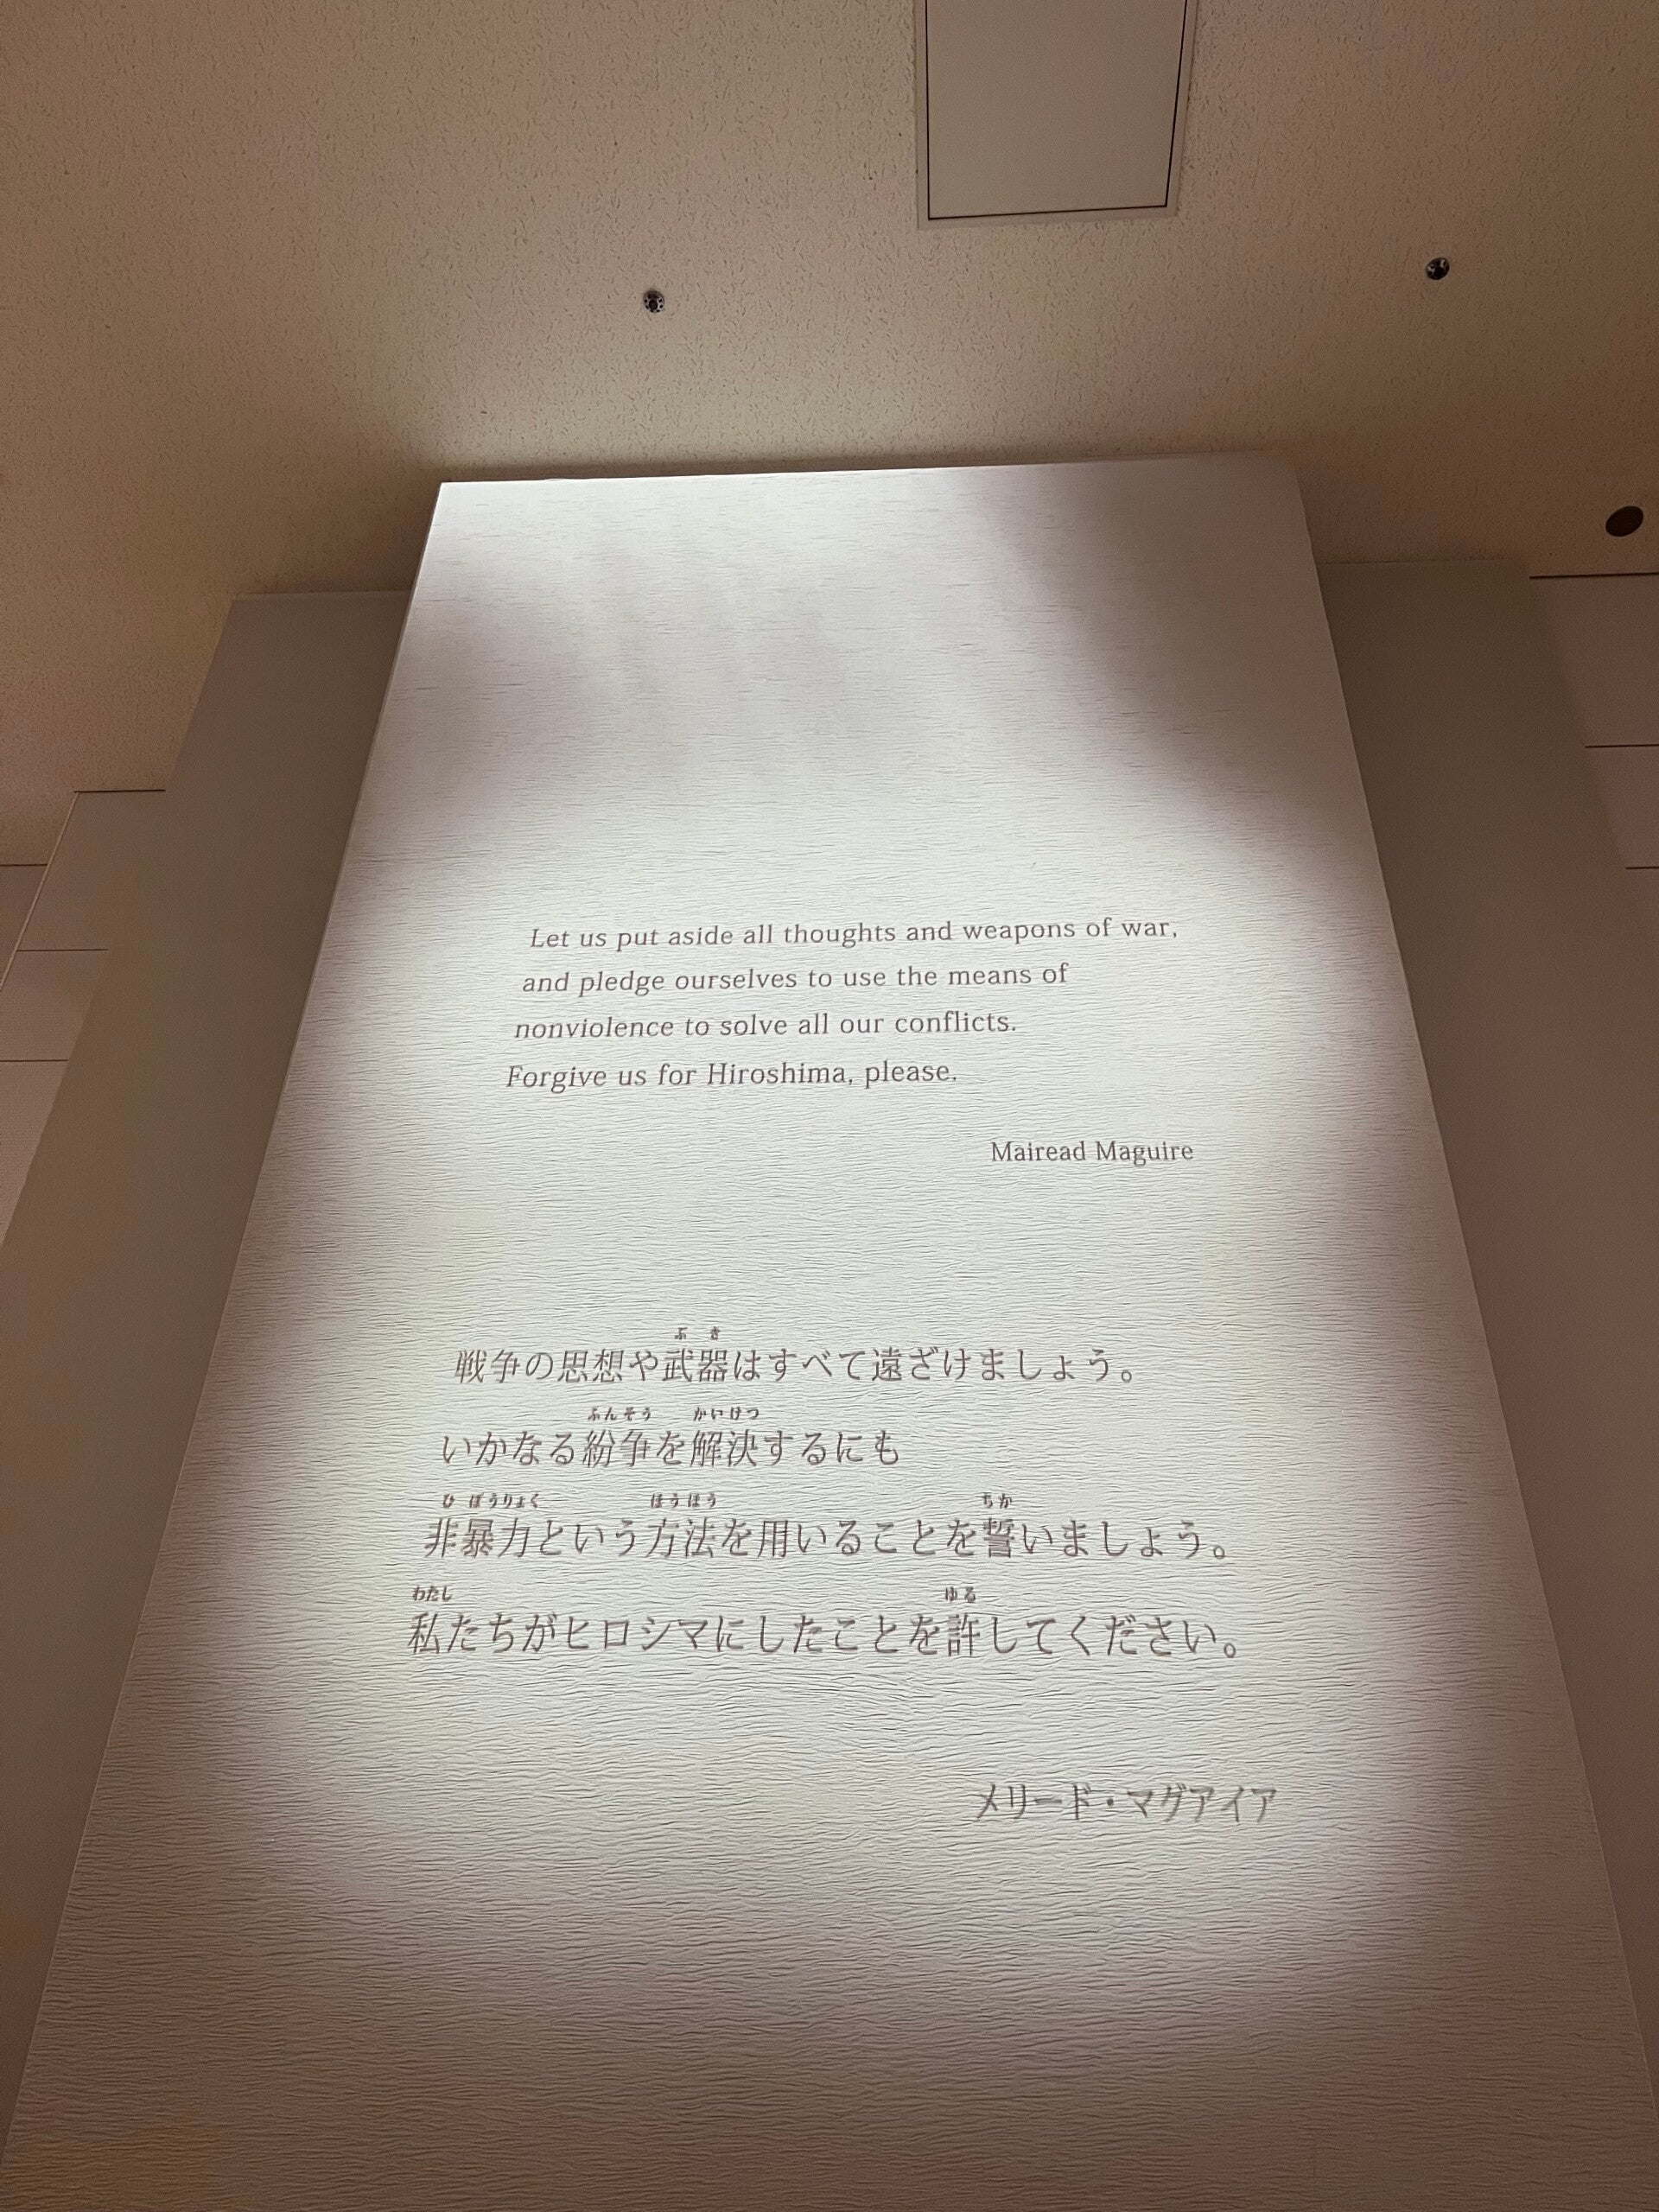 Let us put aside all thoughts and weapons of war,
and pledge ourselves to use the means of
nonviolence to solve all our conflicts.
Forgive us for Hiroshima, please.
Mairead Maguire
ぶ き
戦争の思想や武器はすべて遠ざけましょう。
ふんそう かいけつ
いかなる紛争を解決するにも
ひ ぼうりょく ほうほう ちか
非暴力という方法を用いることを誓いましょう。
わたし ゆる
私たちがヒロシマにしたことを許してください。
メリード・マグアイア